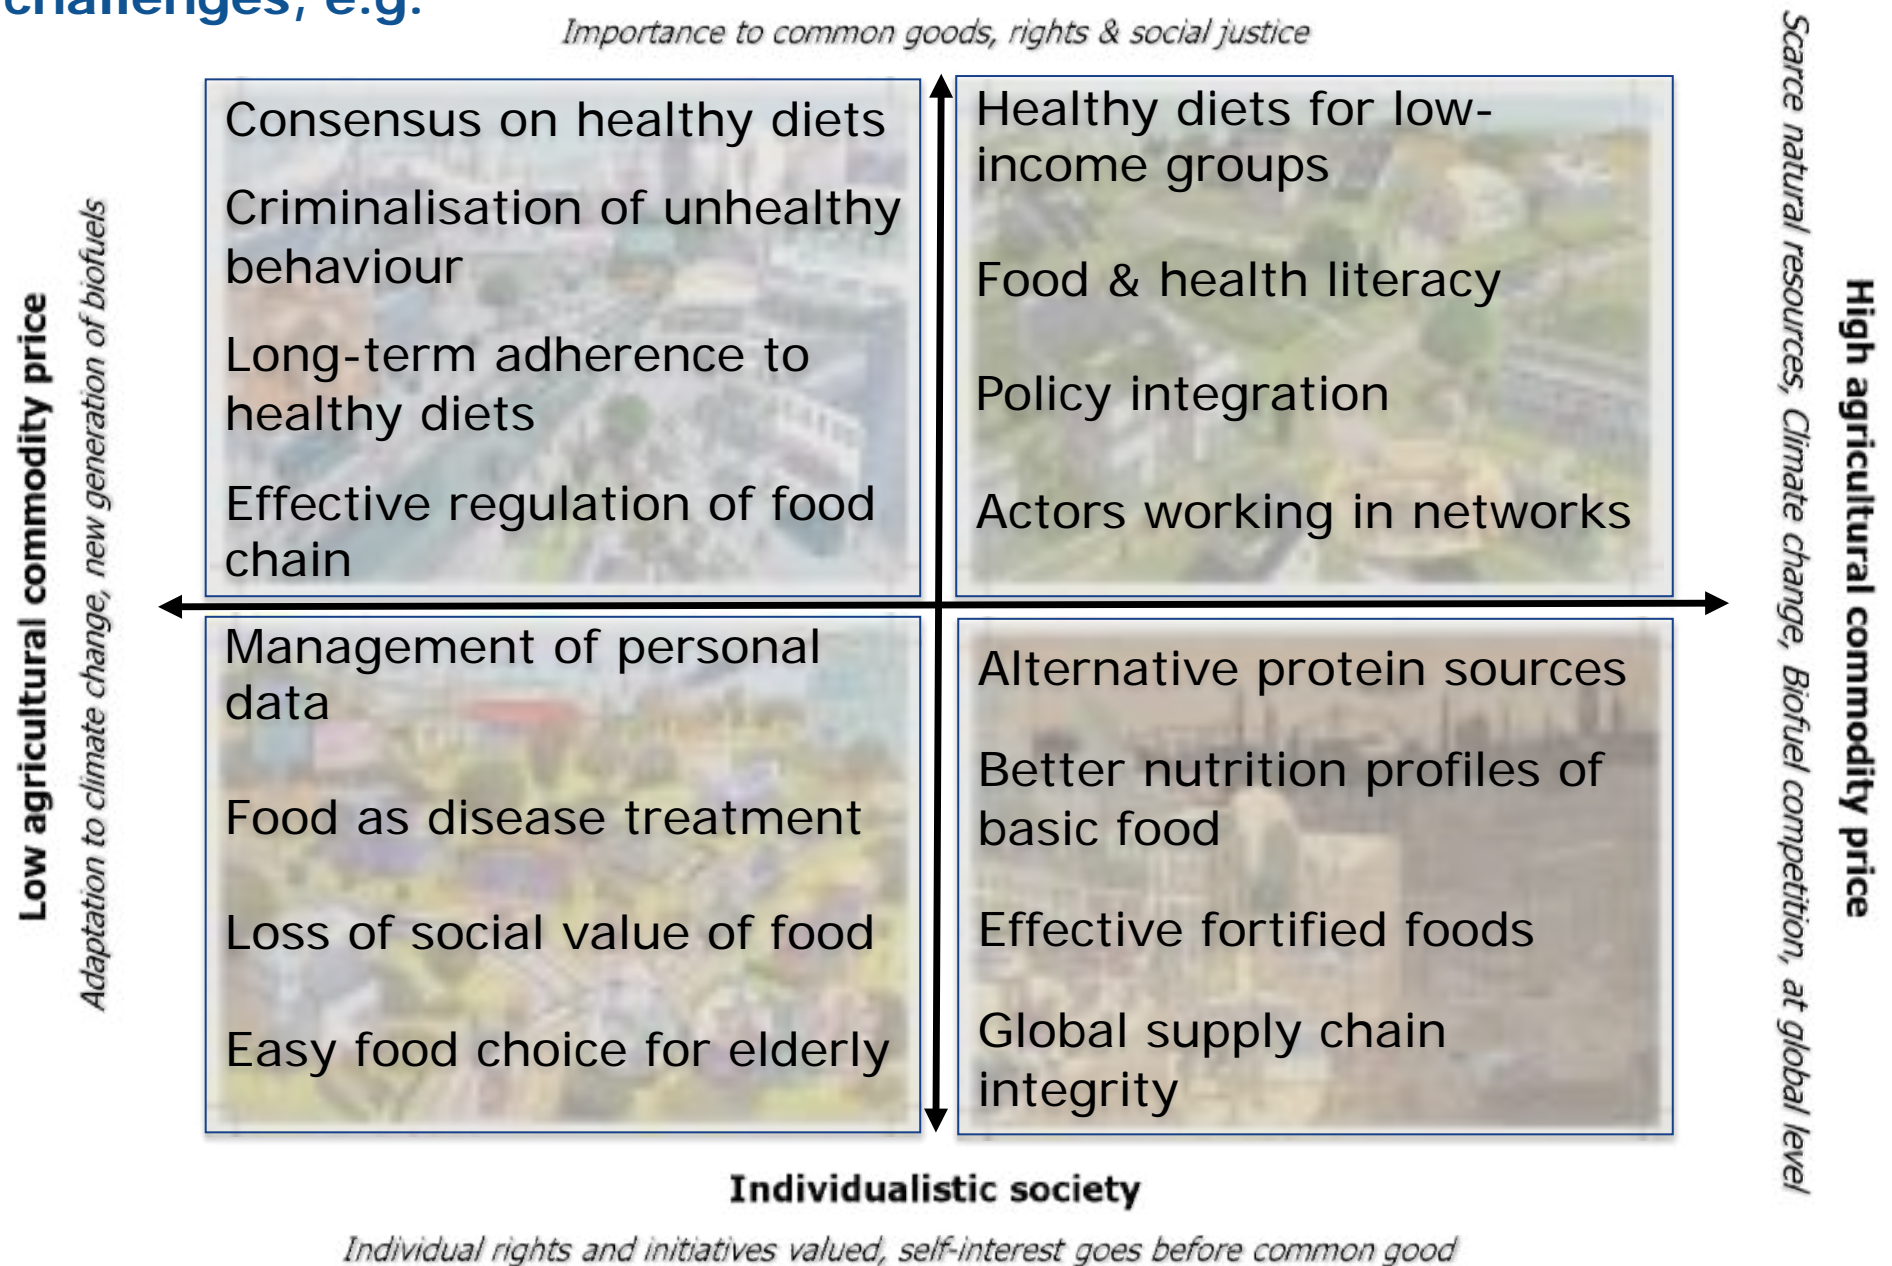 challenges, e.g.
Importance to common goods, rights & social justice
Low agricultural commodity price
Adaptation to climate change, new generation of biofuels
Consensus on healthy diets
Criminalisation of unhealthy
behaviour
Long-term adherence to
healthy diets
Effective regulation of food
chain
Healthy diets for low-
income groups
Food & health literacy
Policy integration
Actors working in networks
Management of personal
data
Food as disease treatment
Loss of social value of food
Easy food choice for elderly
Alternative protein sources
Better nutrition profiles of
basic food
Effective fortified foods
Global supply chain
integrity
Scarce natural resources, Climate change, Biofuel competition, at global level
High agricultural commodity price
Individualistic society
Individual rights and initiatives valued, self-interest goes before common good